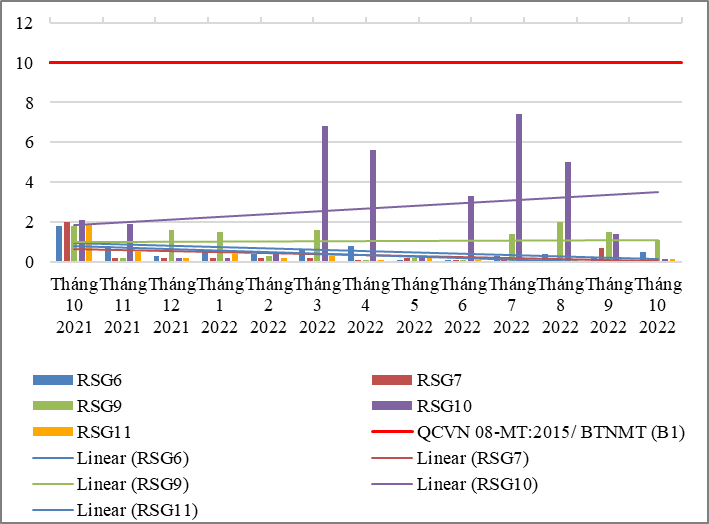 12
10
8
6
4
2
0
Tháng Tháng Tháng Tháng Tháng Tháng Tháng Tháng Tháng Tháng Tháng Tháng Tháng
10 11 12 1 2 3 4 5 6 7 8 9 10
2021 2021 2021 2022 2022 2022 2022 2022 2022 2022 2022 2022 2022
RSG6 RSG7
RSG9 RSG10
RSG11 QCVN 08-MT:2015/ BTNMT (B1)
Linear (RSG6) Linear (RSG7)
Linear (RSG9) Linear (RSG10)
Linear (RSG11)